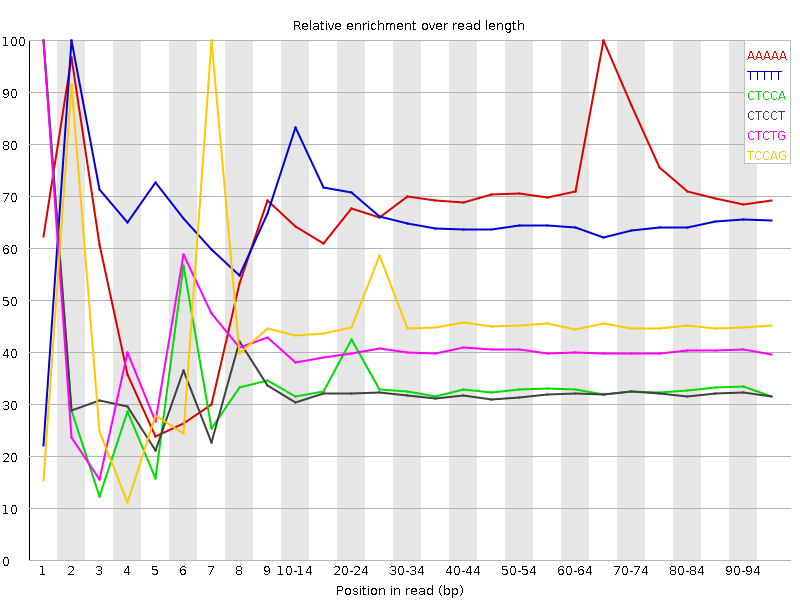 Relative enrichment over read length
100
90
80
70
60
50
40
30
20
10
0
AAAAA
TTTTT
CTCCA
CTCCT
CTCTG
TCCAG
1 2 3 4 5 6 7 8 9 10-14 20-24 30-34 40-44 50-54 60-64 70-74 80-84 90-94
Position in read (bp)